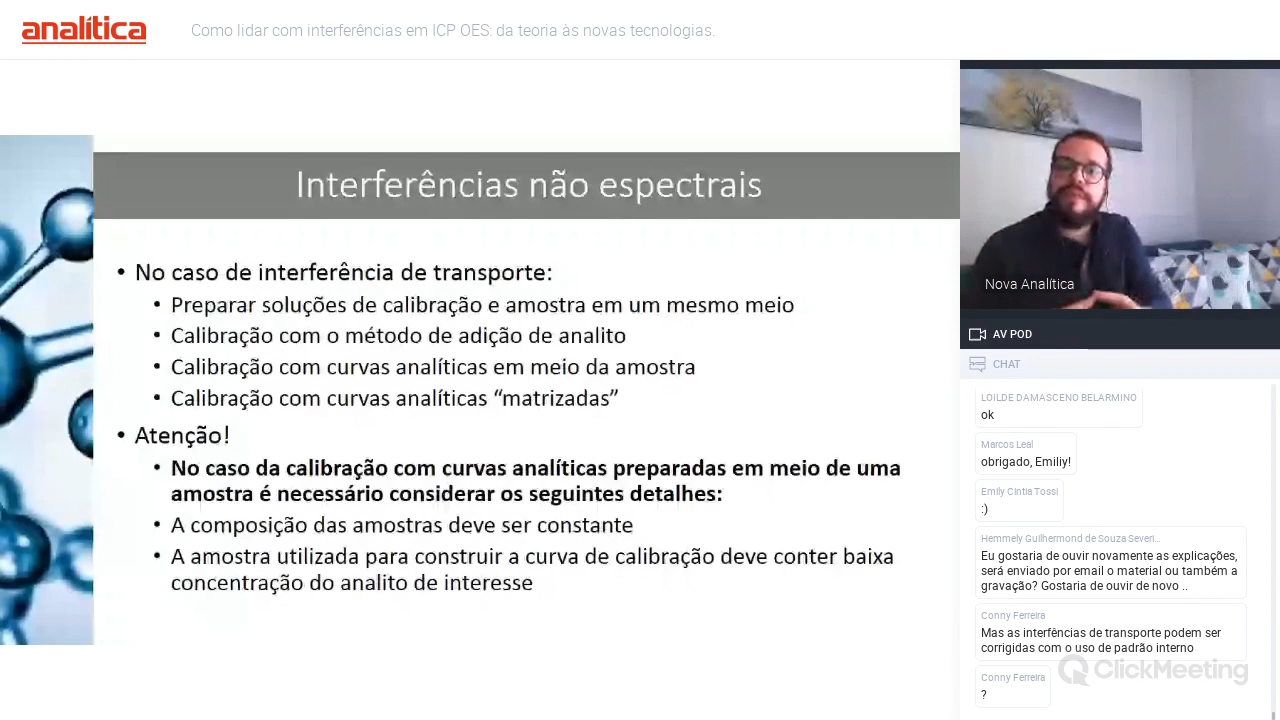 analítica
Como lidar com interferências em ICP OES: da teoria às novas tecnologias.
Interferências não espectrais
• No caso de interferência de transporte:
• Preparar soluções de calibração e amostra em um mesmo meio
• Calibração com o método de adição de analito
• Calibração com curvas analíticas em meio da amostra
• Calibração com curvas analíticas “matrizadas”
• Atenção!
• No caso da calibração com curvas analíticas preparadas em meio de uma
amostra é necessário considerar os seguintes detalhes:
• A composição das amostras deve ser constante
• A amostra utilizada para construir a curva de calibração deve conter baixa
concentração do analito de interesse
Nova Analítica
AV POD
CHAT
LOILDE DAMASCENO BELARMINO
ok
Marcos Leal
obrigado, Emiliy!
Emily Cintia Tossi
:)
Hemmely Guilhermond de Souza Severi...
Eu gostaria de ouvir novamente as explicações,
será enviado por email o material ou também a
gravação? Gostaria de ouvir de novo ..
Conny Ferreira
Mas as interfências de transporte podem ser
corrigidas com o uso de padrão interno
Conny Ferreira
?
ClickMeeting